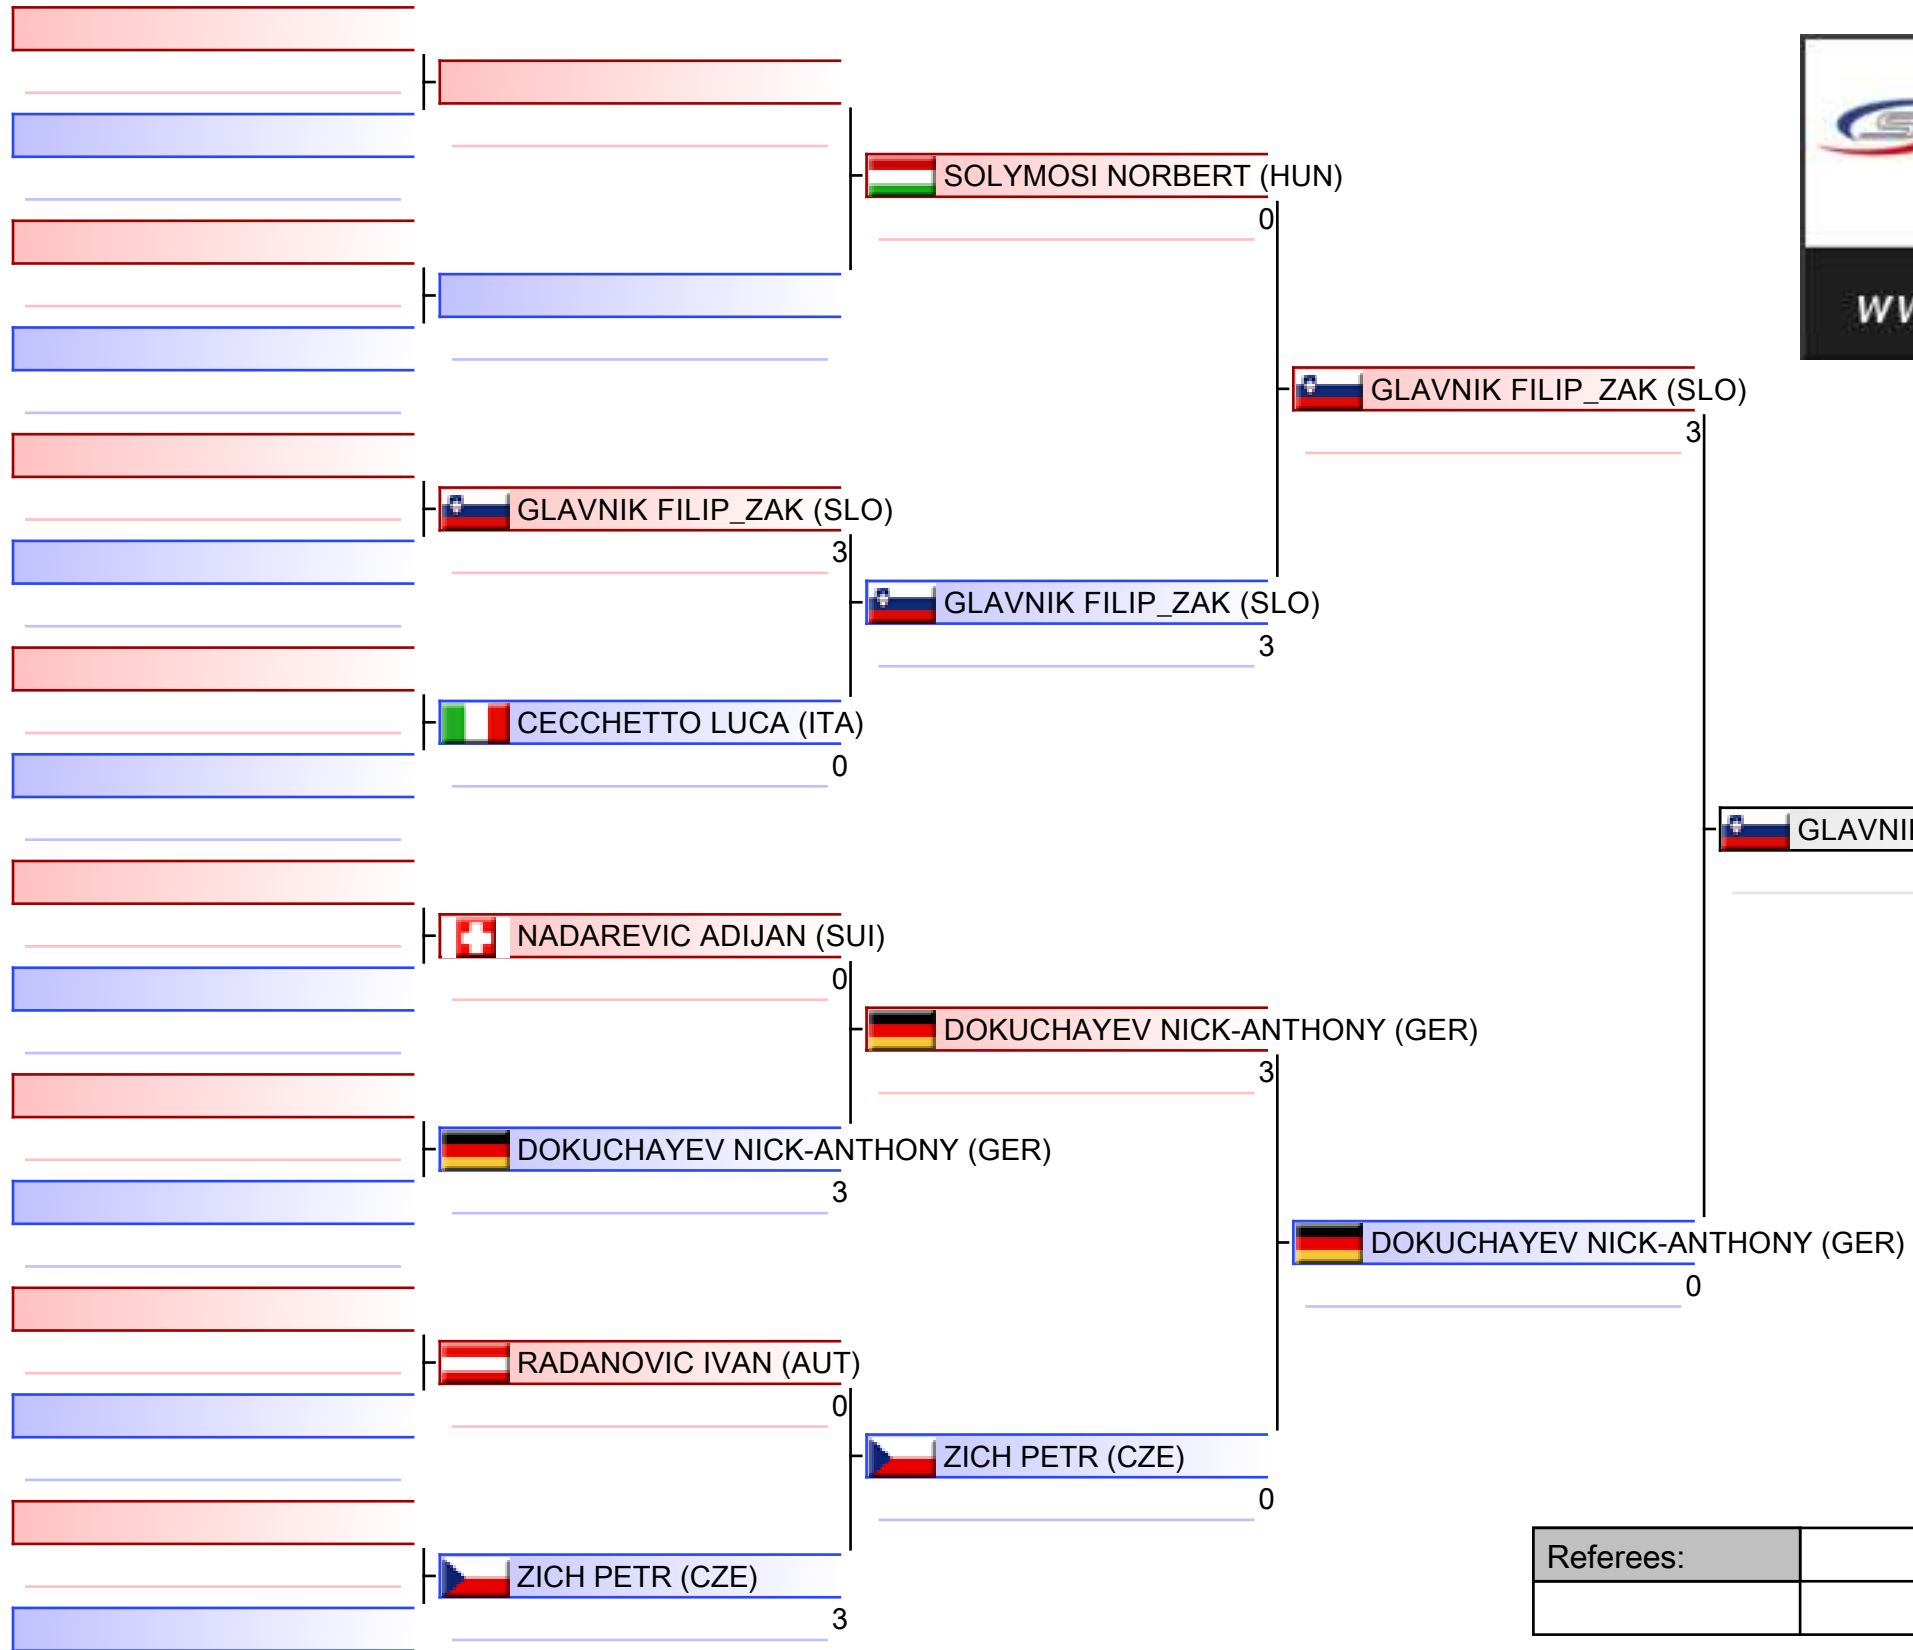 SOLYMOSI NORBERT (HUN)
0
GLAVNIK FILIP_ZAK (SLO)
3
GLAVNIK FILIP_ZAK (SLO)
3
GLAVNIK FILIP_ZAK (SLO)
3
CECCHETTO LUCA (ITA)
0
NADAREVIC ADIJAN (SUI)
0
DOKUCHAYEV NICK-ANTHONY (GER)
3
DOKUCHAYEV NICK-ANTHONY (GER)
3
DOKUCHAYEV NICK-ANTHONY (GER)
0
RADANOVIC IVAN (AUT)
0
ZICH PETR (CZE)
0
ZICH PETR (CZE)
3
Referees: